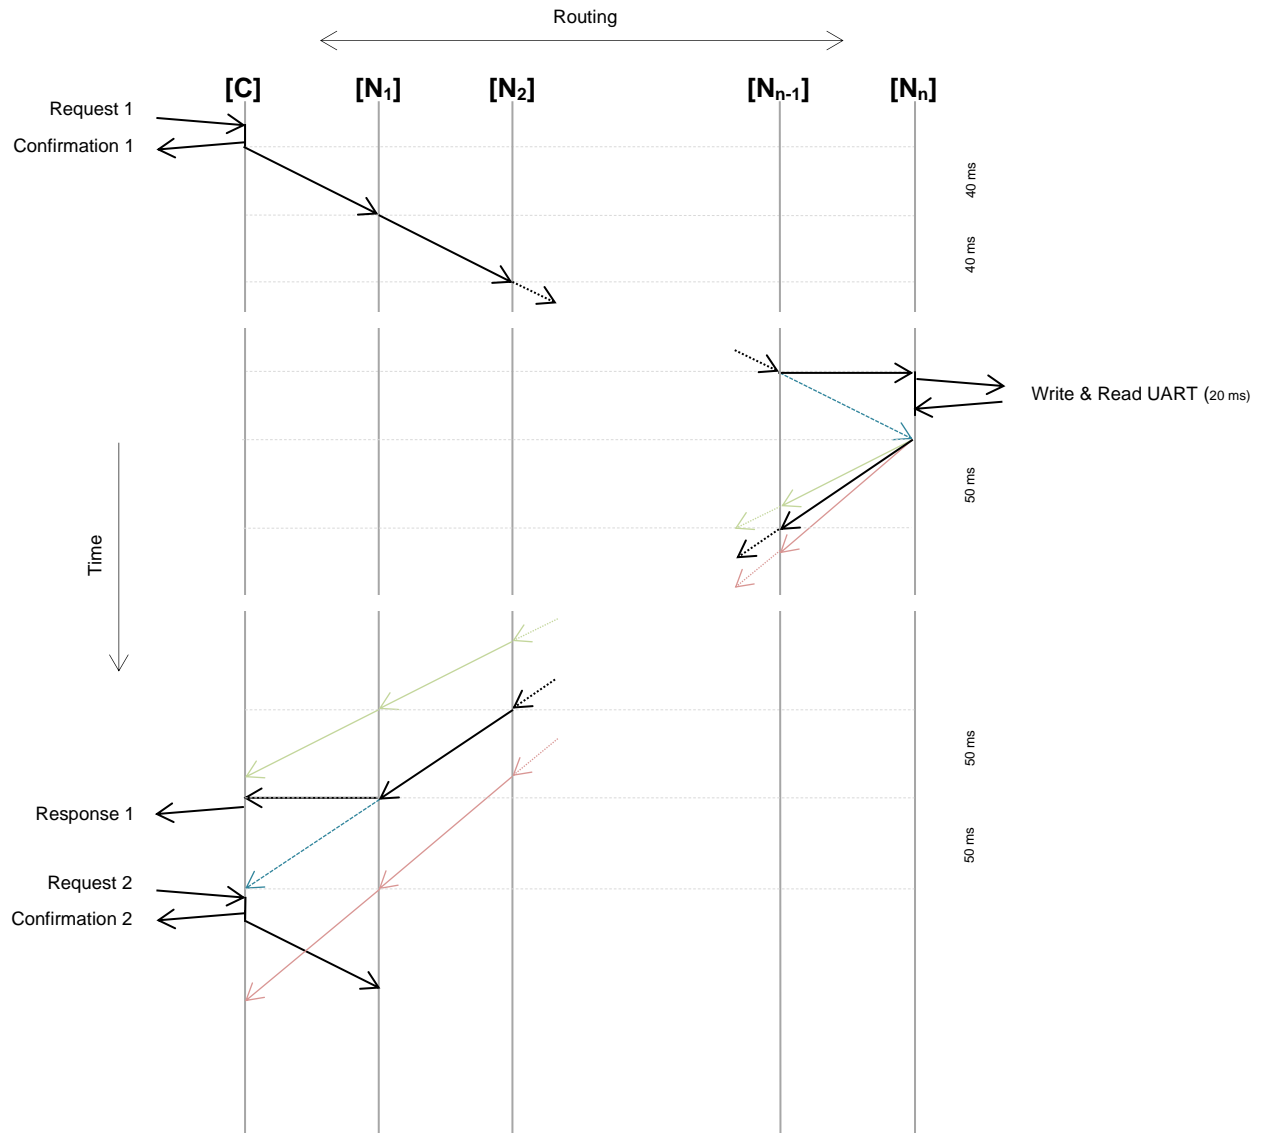 Routing
[C] [N1] [N2] [Nn-1] [Nn]
Request 1
Confirmation 1
40 ms
40 ms
Write & Read UART (20 ms)
50 ms
Time
50 ms
Response 1
50 ms
Request 2
Confirmation 2